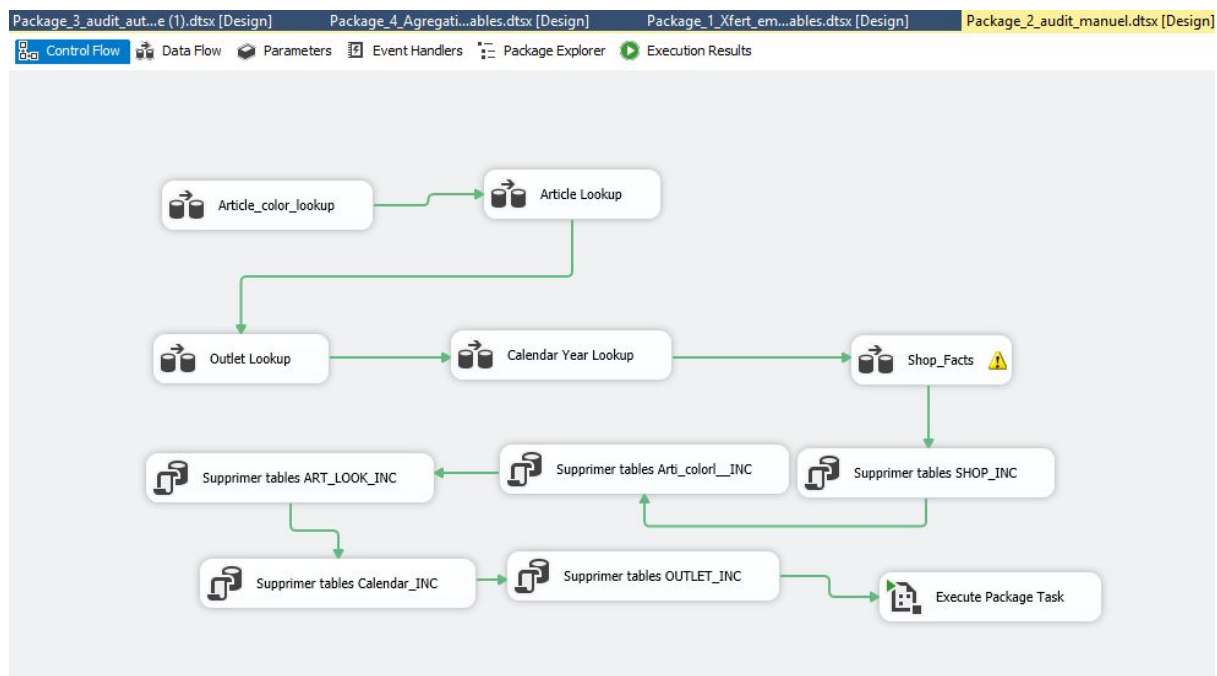 Package_3_audit_aut...e (1).dtsx [Design] Package_4_Agregati...ables.dtsx [Design] Package_1_Xfert_em...ables.dtsx [Design] Package_2_audit_manuel.dtsx [Design]
Control Flow Data Flow Parameters Event Handlers Package Explorer Execution Results
Article_color_lookup
Article Lookup
Outlet Lookup
Calendar Year Lookup
Shop_Facts
Supprimer tables SHOP_INC
Supprimer tables Arti_colorl__INC
Supprimer tables ART_LOOK_INC
Supprimer tables Calendar_INC
Supprimer tables OUTLET_INC
Execute Package Task